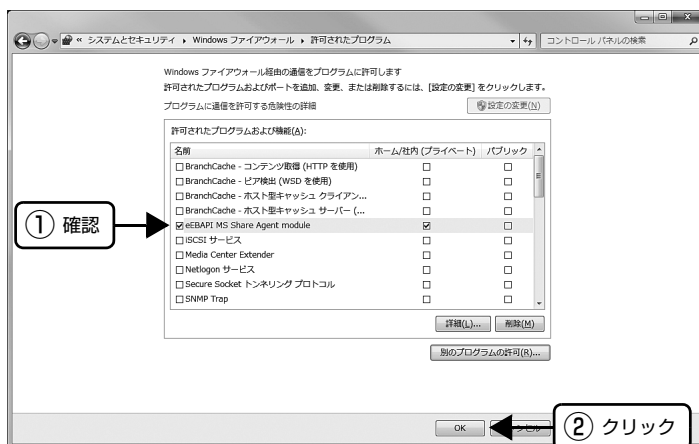 « システムとセキュリティ ▸ Windows ファイアウォール ▸ 許可されたプログラム コントロール パネルの検索
Windows ファイアウォール経由の通信をプログラムに許可します
許可されたプログラムおよびポートを追加、変更、または削除するには、[設定の変更] をクリックします。
プログラムに通信を許可する危険性の詳細 設定の変更(N)
許可されたプログラムおよび機能(A):
名前 ホーム/社内 (プライベート) パブリック
BranchCache - コンテンツ取得 (HTTP を使用)
BranchCache - ピア検出 (WSD を使用)
BranchCache - ホスト型キャッシュ クライアン...
BranchCache - ホスト型キャッシュ サーバー (...
① 確認
eEBAPI MS Share Agent module
iSCSI サービス
Media Center Extender
Netlogon サービス
Secure Socket トンネリング プロトコル
SNMP Trap
詳細(L)... 削除(M)
別のプログラムの許可(R)...
OK
② クリック